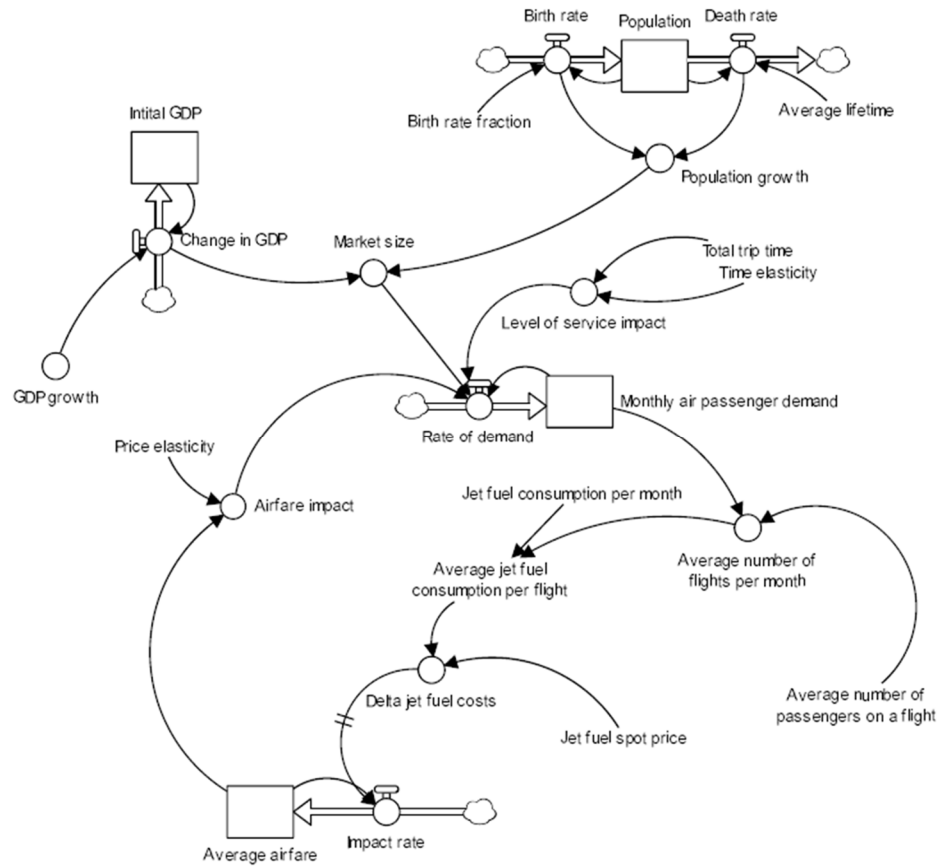 Birth rate
Population
Death rate
Birth rate fraction
Average lifetime
Population growth
Intital GDP
Change in GDP
Market size
Total trip time
Time elasticity
Level of service impact
GDP growth
Monthly air passenger demand
Rate of demand
Price elasticity
Airfare impact
Jet fuel consumption per month
Average jet fuel
consumption per flight
Average number of
flights per month
Delta jet fuel costs
Average number of
passengers on a flight
Jet fuel spot price
Impact rate
Average airfare